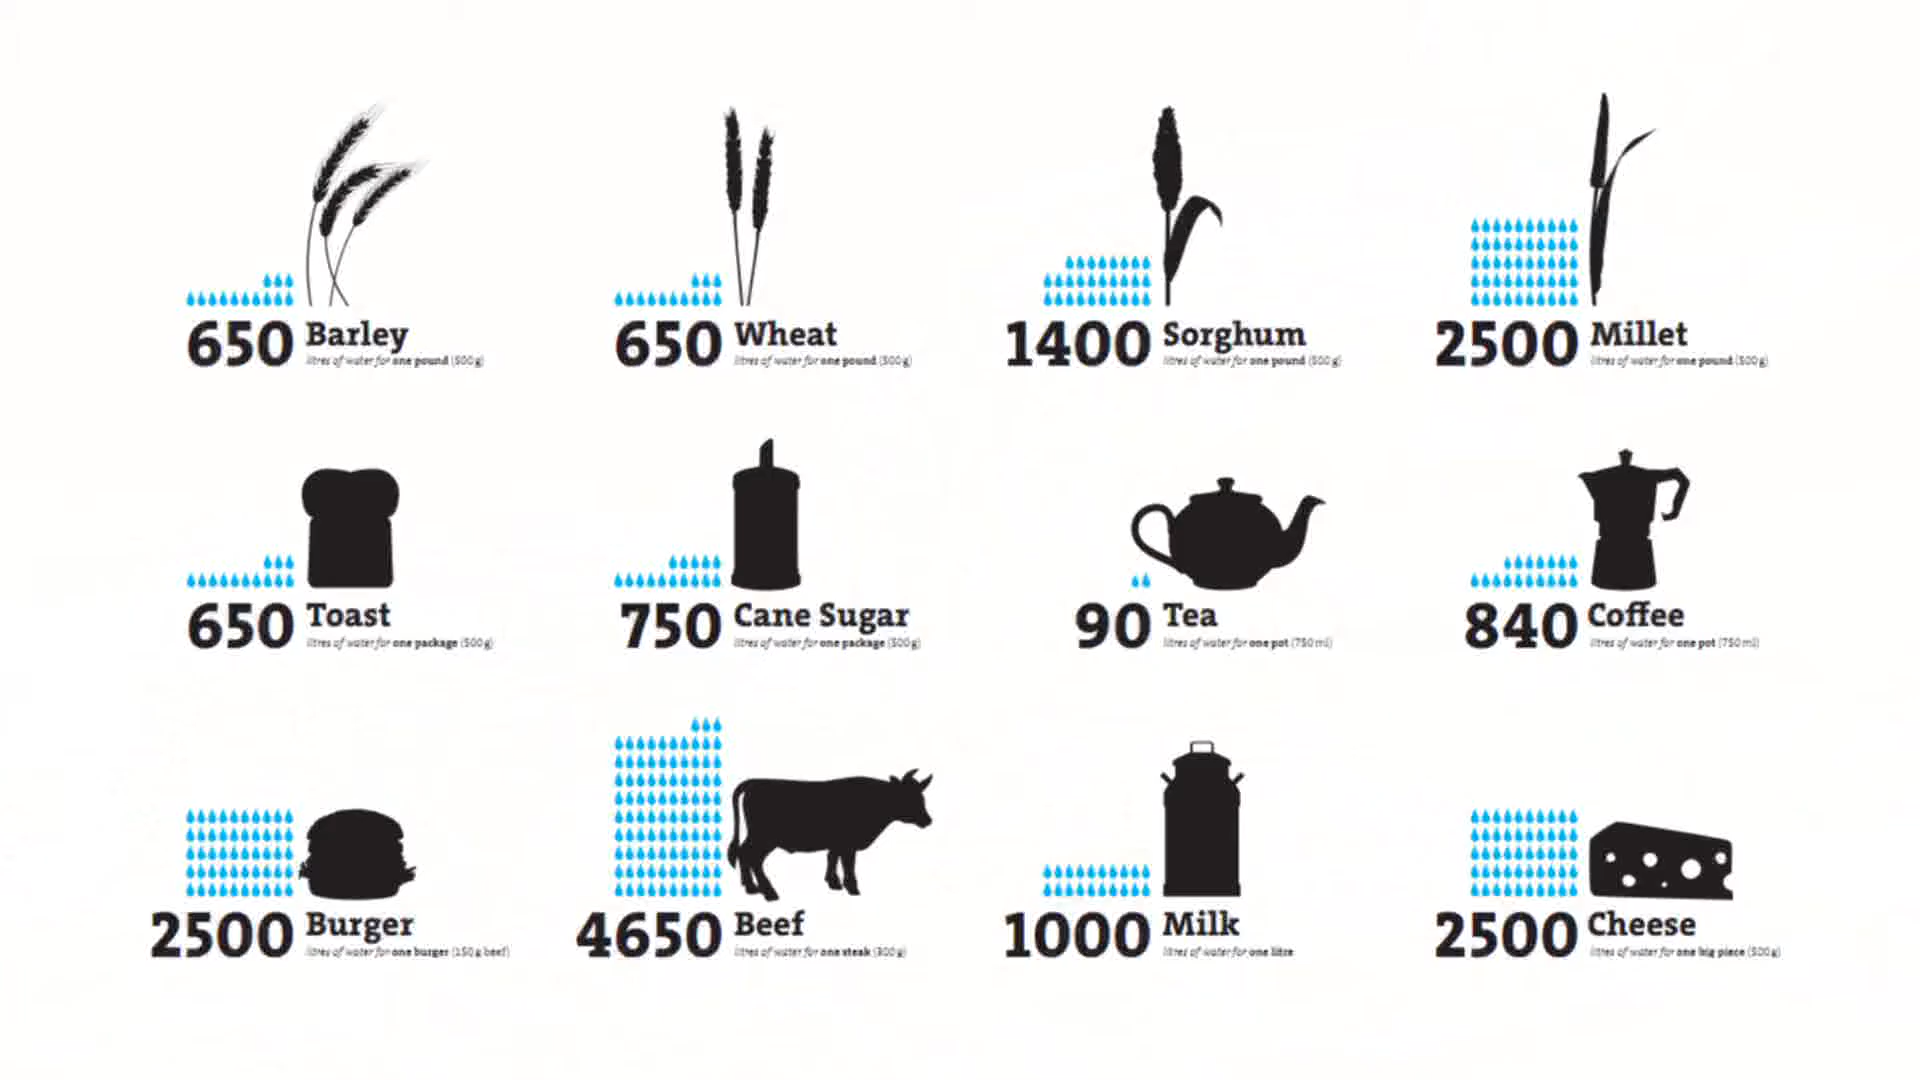 650 Barley
litres of water for one pound (500 g)
650 Wheat
litres of water for one pound (500 g)
1400 Sorghum
litres of water for one pound (500 g)
2500 Millet
litres of water for one pound (500 g)
650 Toast
litres of water for one package (500 g)
750 Cane Sugar
litres of water for one package (500 g)
90 Tea
litres of water for one pot (750 ml)
840 Coffee
litres of water for one pot (750 ml)
2500 Burger
litres of water for one burger (150 g beef)
4650 Beef
litres of water for one steak (300 g)
1000 Milk
litres of water for one litre
2500 Cheese
litres of water for one big piece (500 g)